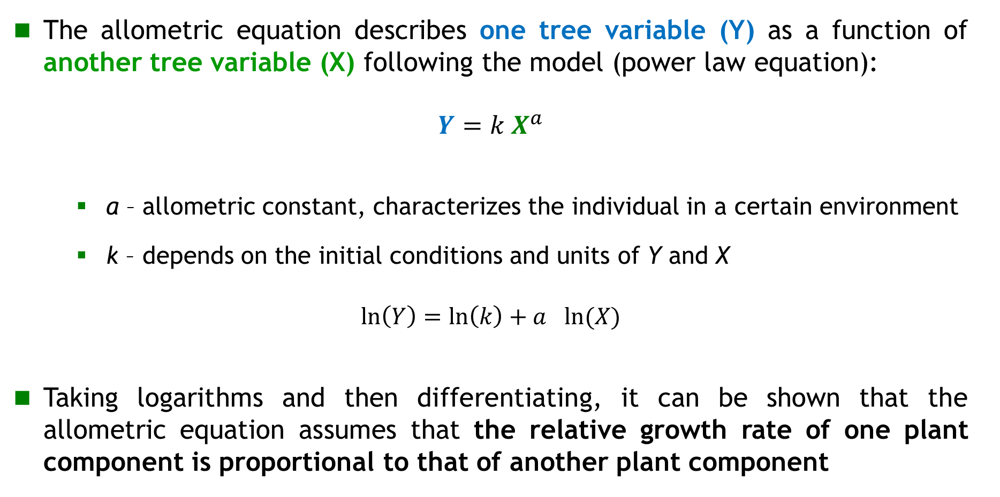 ■ The allometric equation describes one tree variable (Y) as a function of
another tree variable (X) following the model (power law equation):
Y = k Xᵃ
▪ a – allometric constant, characterizes the individual in a certain environment
▪ k – depends on the initial conditions and units of Y and X
ln(Y) = ln(k) + a ln(X)
■ Taking logarithms and then differentiating, it can be shown that the
allometric equation assumes that the relative growth rate of one plant
component is proportional to that of another plant component